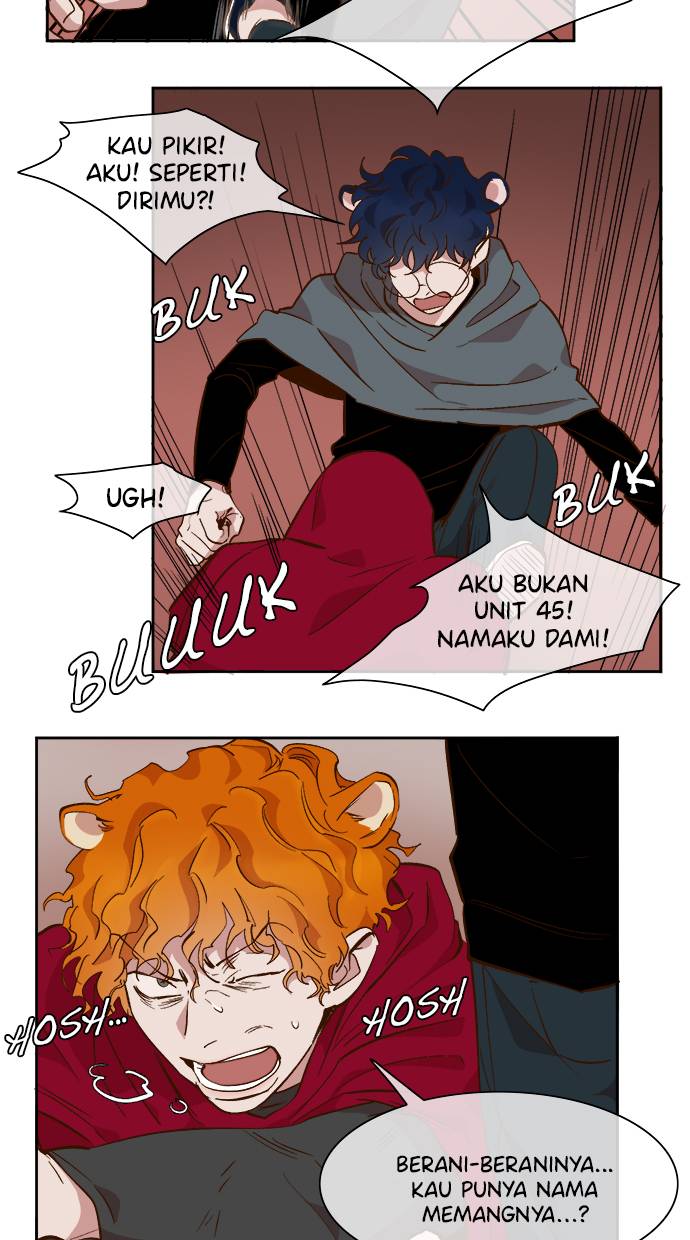 KAU PIKIR!
AKU! SEPERTI!
DIRIMU?!
BUK
UGH!
BUK
BUUUK
AKU BUKAN
UNIT 45!
NAMAKU DAMI!
HOSH...
HOSH
BERANI-BERANINYA...
KAU PUNYA NAMA
MEMANGNYA...?